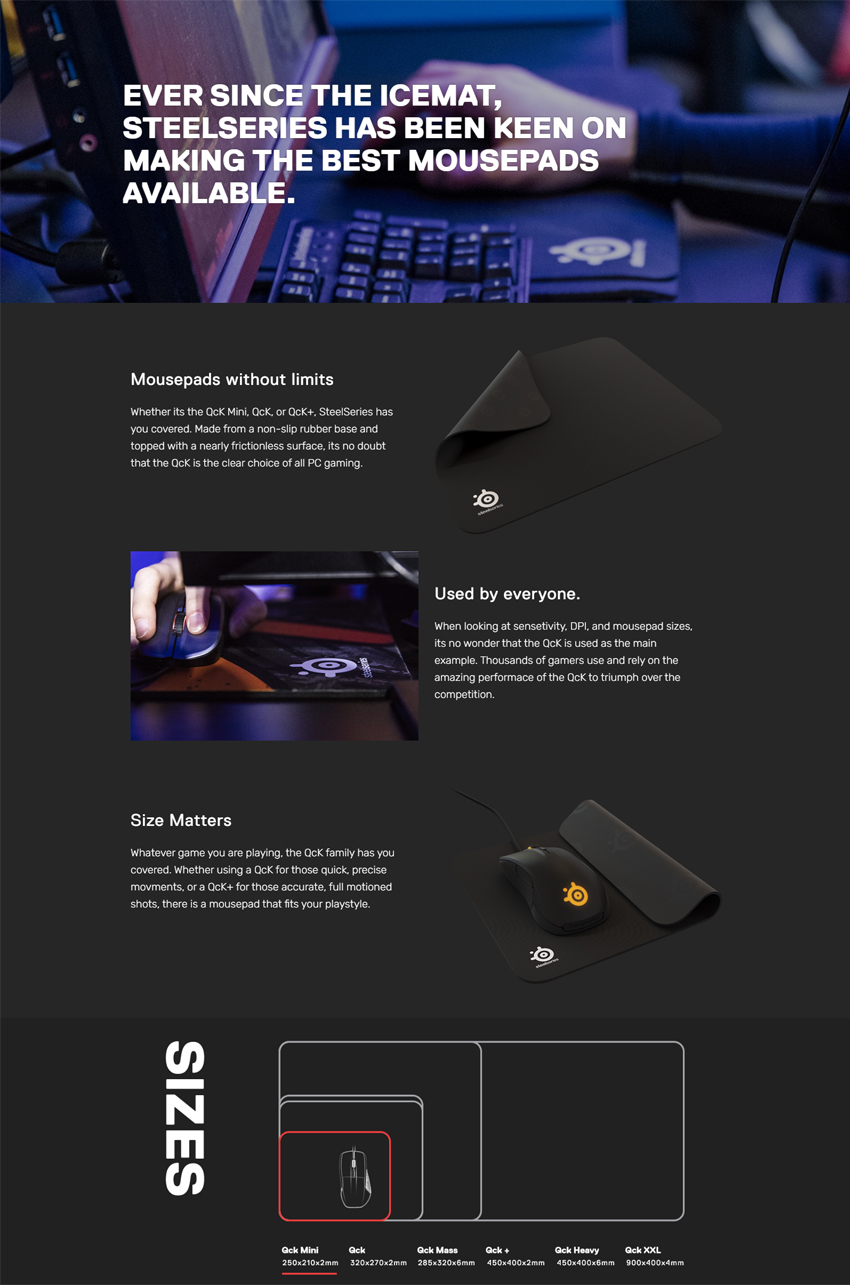 EVER SINCE THE ICEMAT,
STEELSERIES HAS BEEN KEEN ON
MAKING THE BEST MOUSEPADS
AVAILABLE.
Mousepads without limits
Whether its the QcK Mini, QcK, or QcK+, SteelSeries has
you covered. Made from a non-slip rubber base and
topped with a nearly frictionless surface, its no doubt
that the QcK is the clear choice of all PC gaming.
steelseries
Used by everyone.
When looking at sensetivity, DPI, and mousepad sizes,
its no wonder that the QcK is used as the main
example. Thousands of gamers use and rely on the
amazing performace of the QcK to triumph over the
competition.
Size Matters
Whatever game you are playing, the QcK family has you
covered. Whether using a QcK for those quick, precise
movments, or a QcK+ for those accurate, full motioned
shots, there is a mousepad that fits your playstyle.
steelseries
SIZES
Qck Mini Qck Qck Mass Qck + Qck Heavy Qck XXL
250x210x2mm 320x270x2mm 285x320x6mm 450x400x2mm 450x400x6mm 900x400x4mm